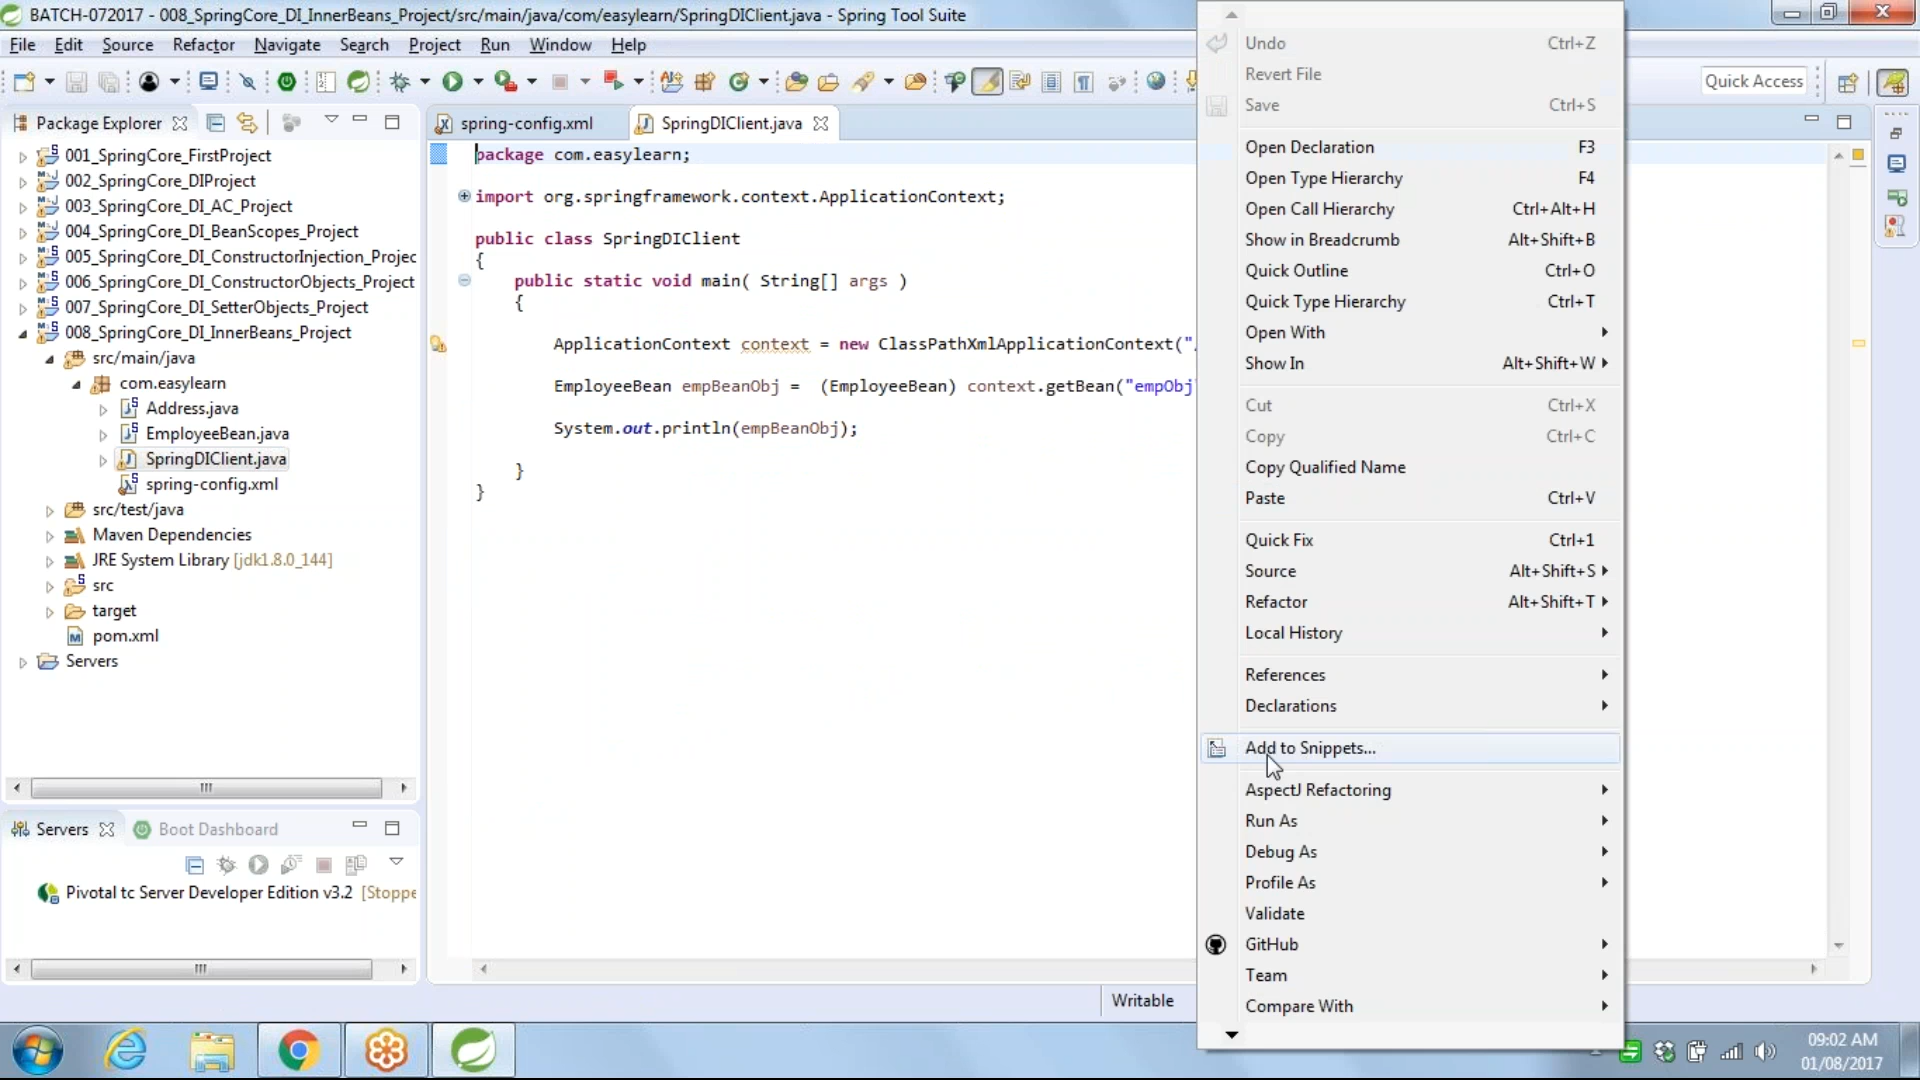 BATCH-072017 - 008_SpringCore_DI_InnerBeans_Project/src/main/java/com/easylearn/SpringDIClient.java - Spring Tool Suite
File Edit Source Refactor Navigate Search Project Run Window Help
Quick Access
Package Explorer
001_SpringCore_FirstProject
002_SpringCore_DIProject
003_SpringCore_DI_AC_Project
004_SpringCore_DI_BeanScopes_Project
005_SpringCore_DI_ConstructorInjection_Projec
006_SpringCore_DI_ConstructorObjects_Project
007_SpringCore_DI_SetterObjects_Project
008_SpringCore_DI_InnerBeans_Project
src/main/java
com.easylearn
Address.java
EmployeeBean.java
SpringDIClient.java
spring-config.xml
src/test/java
Maven Dependencies
JRE System Library [jdk1.8.0_144]
src
target
pom.xml
Servers
Servers Boot Dashboard
Pivotal tc Server Developer Edition v3.2 [Stoppe
spring-config.xml SpringDIClient.java
package com.easylearn;
import org.springframework.context.ApplicationContext;
public class SpringDIClient
{
public static void main( String[] args )
{
ApplicationContext context = new ClassPathXmlApplicationContext("
EmployeeBean empBeanObj = (EmployeeBean) context.getBean("empObj
System.out.println(empBeanObj);
}
}
Writable
Undo Ctrl+Z
Revert File
Save Ctrl+S
Open Declaration F3
Open Type Hierarchy F4
Open Call Hierarchy Ctrl+Alt+H
Show in Breadcrumb Alt+Shift+B
Quick Outline Ctrl+O
Quick Type Hierarchy Ctrl+T
Open With
Show In Alt+Shift+W
Cut Ctrl+X
Copy Ctrl+C
Copy Qualified Name
Paste Ctrl+V
Quick Fix Ctrl+1
Source Alt+Shift+S
Refactor Alt+Shift+T
Local History
References
Declarations
Add to Snippets...
AspectJ Refactoring
Run As
Debug As
Profile As
Validate
GitHub
Team
Compare With
09:02 AM
01/08/2017